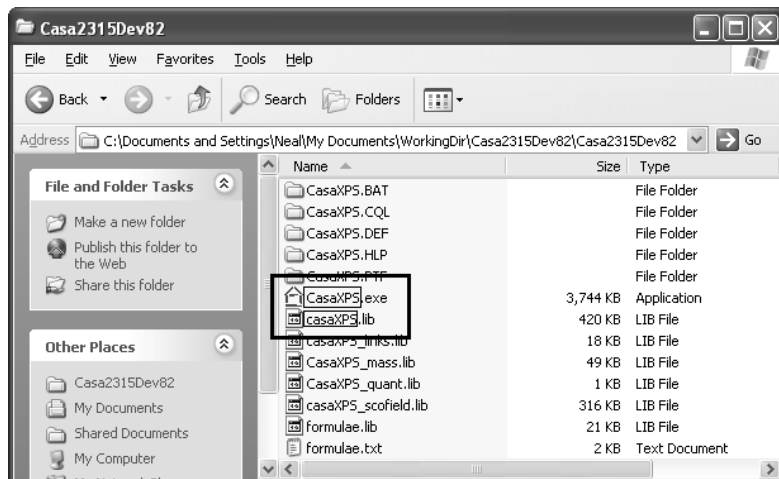 Casa2315Dev82
File Edit View Favorites Tools Help
Back Search Folders
Address C:\Documents and Settings\Neal\My Documents\WorkingDir\Casa2315Dev82\Casa2315Dev82 Go
Name Size Type
File and Folder Tasks
Make a new folder
Publish this folder to
the Web
Share this folder
Other Places
Casa2315Dev82
My Documents
Shared Documents
My Computer
CasaXPS.BAT File Folder
CasaXPS.CQL File Folder
CasaXPS.DEF File Folder
CasaXPS.HLP File Folder
CasaXPS.PTF File Folder
CasaXPS.exe 3,744 KB Application
casaXPS.lib 420 KB LIB File
casaXPS_links.lib 18 KB LIB File
CasaXPS_mass.lib 49 KB LIB File
CasaXPS_quant.lib 1 KB LIB File
casaXPS_scofield.lib 316 KB LIB File
formulae.lib 21 KB LIB File
formulae.txt 2 KB Text Document